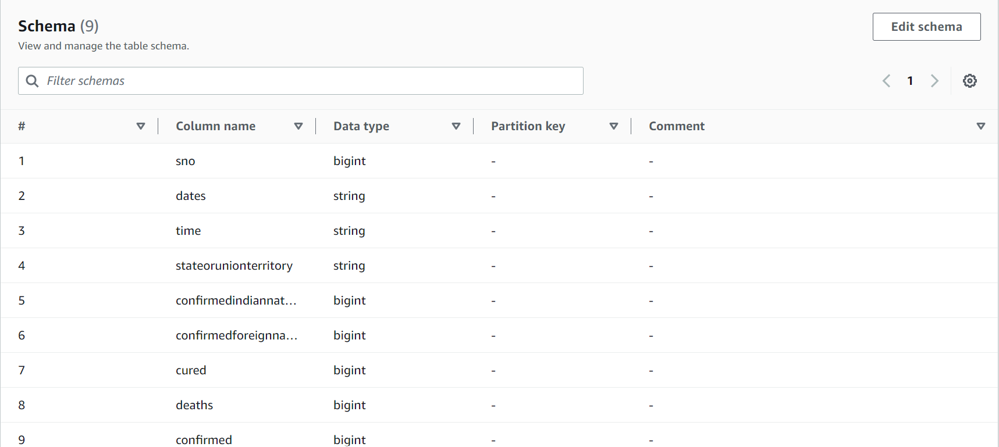 Schema (9)
Edit schema
View and manage the table schema.
Filter schemas
1
# Column name Data type Partition key Comment
1 sno bigint - -
2 dates string - -
3 time string - -
4 stateorunionterritory string - -
5 confirmedindiannat... bigint - -
6 confirmedforeignna... bigint - -
7 cured bigint - -
8 deaths bigint - -
9 confirmed bigint - -